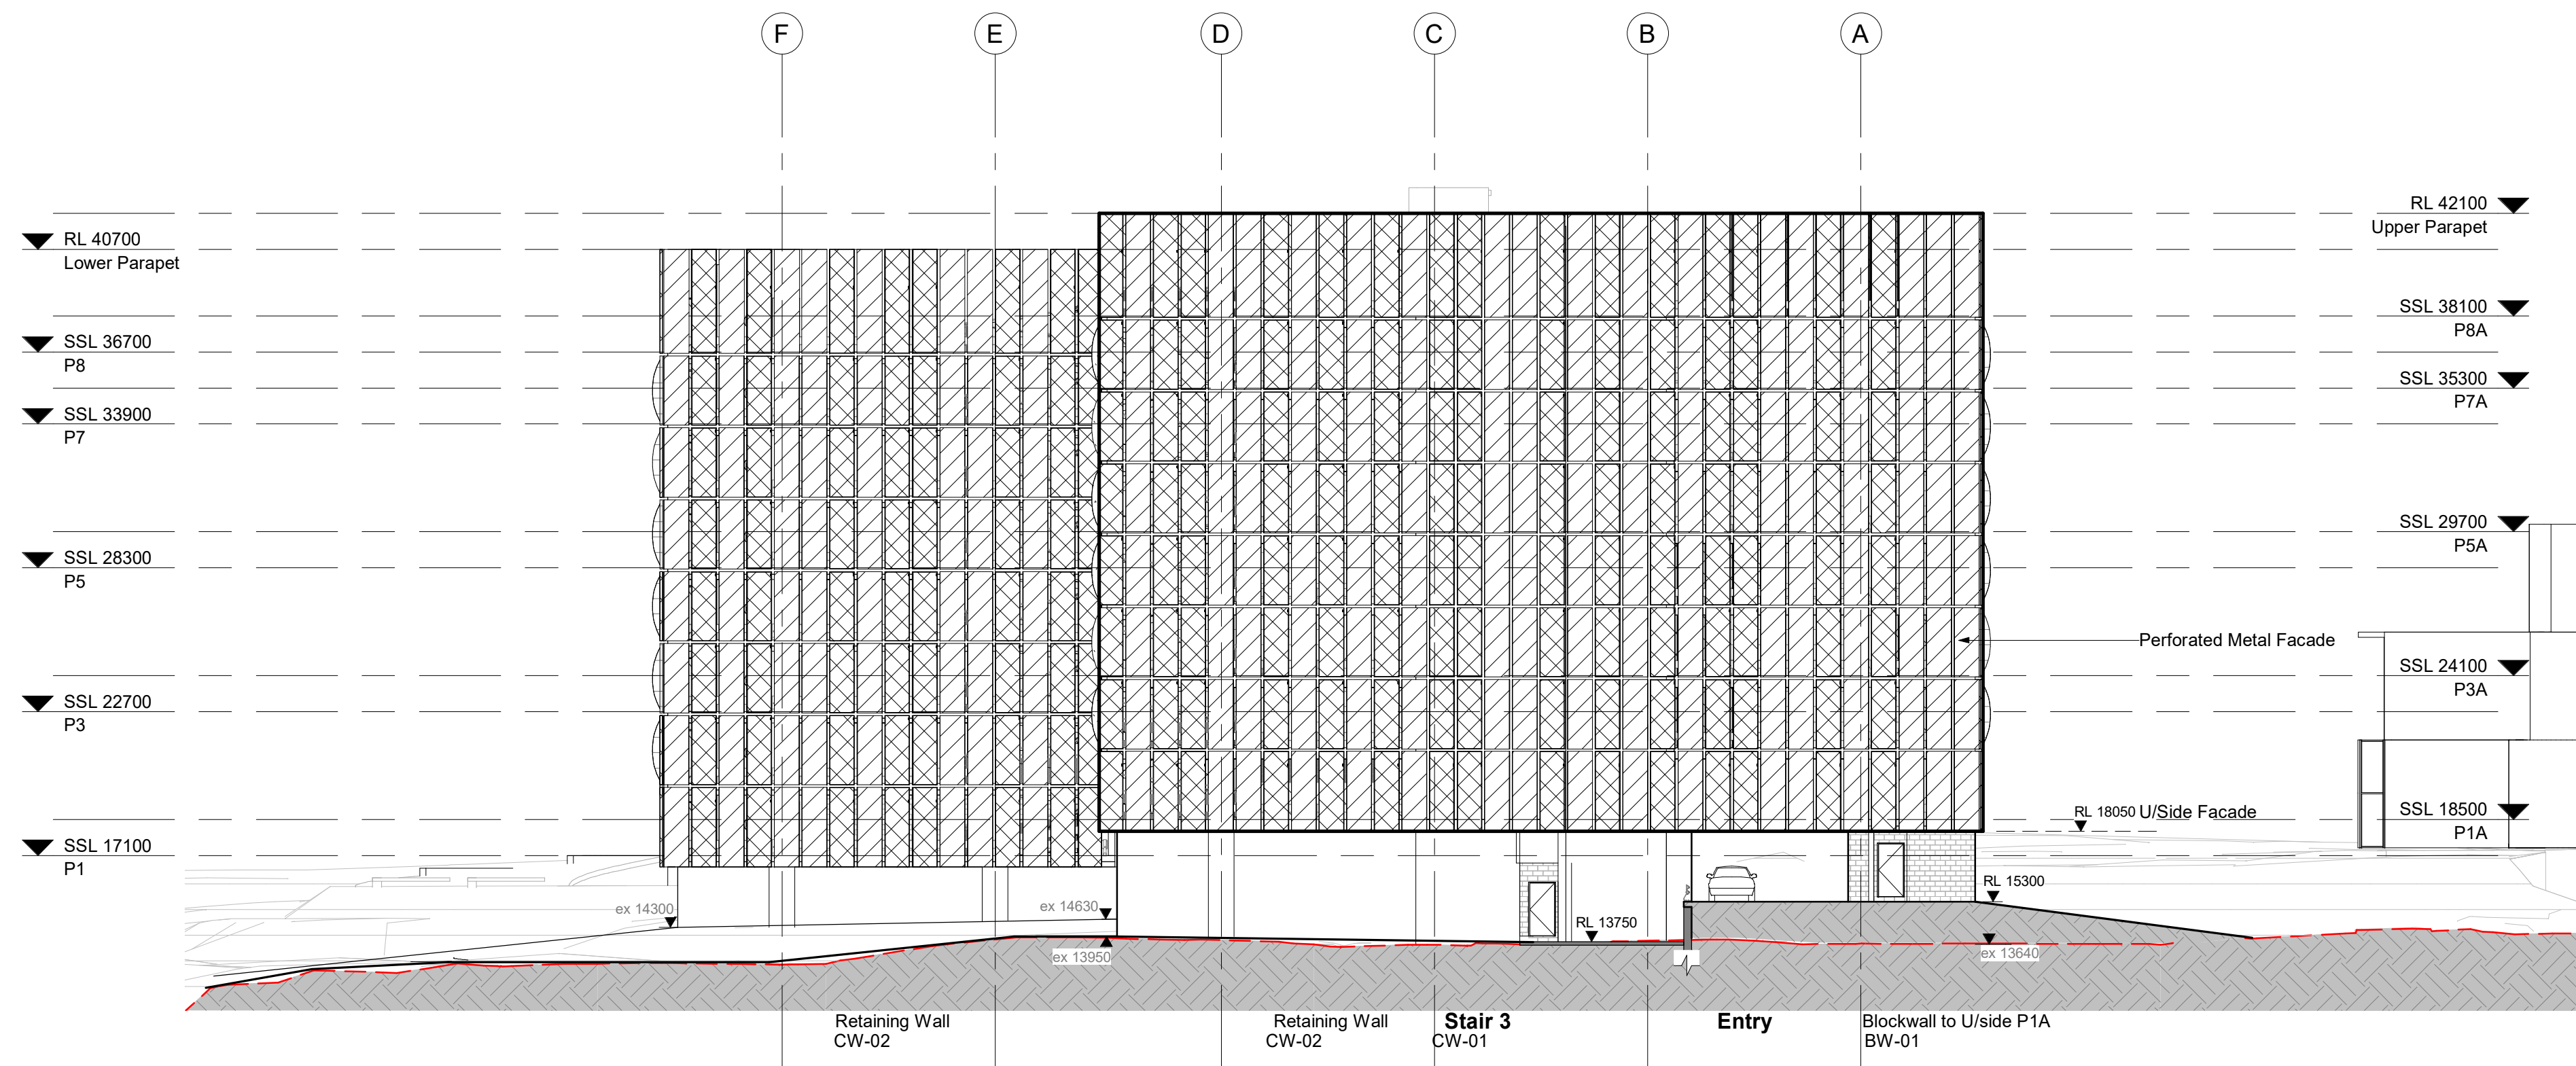 F
E
D
C
B
A
RL 40700
Lower Parapet
SSL 36700
P8
SSL 33900
P7
SSL 28300
P5
SSL 22700
P3
SSL 17100
P1
RL 42100
Upper Parapet
SSL 38100
P8A
SSL 35300
P7A
SSL 29700
P5A
Perforated Metal Facade
SSL 24100
P3A
RL 18050 U/Side Facade
SSL 18500
P1A
ex 14300
ex 14630
ex 13950
RL 13750
RL 15300
ex 13640
Retaining Wall
CW-02
Retaining Wall
CW-02
Stair 3
CW-01
Entry
Blockwall to U/side P1A
BW-01